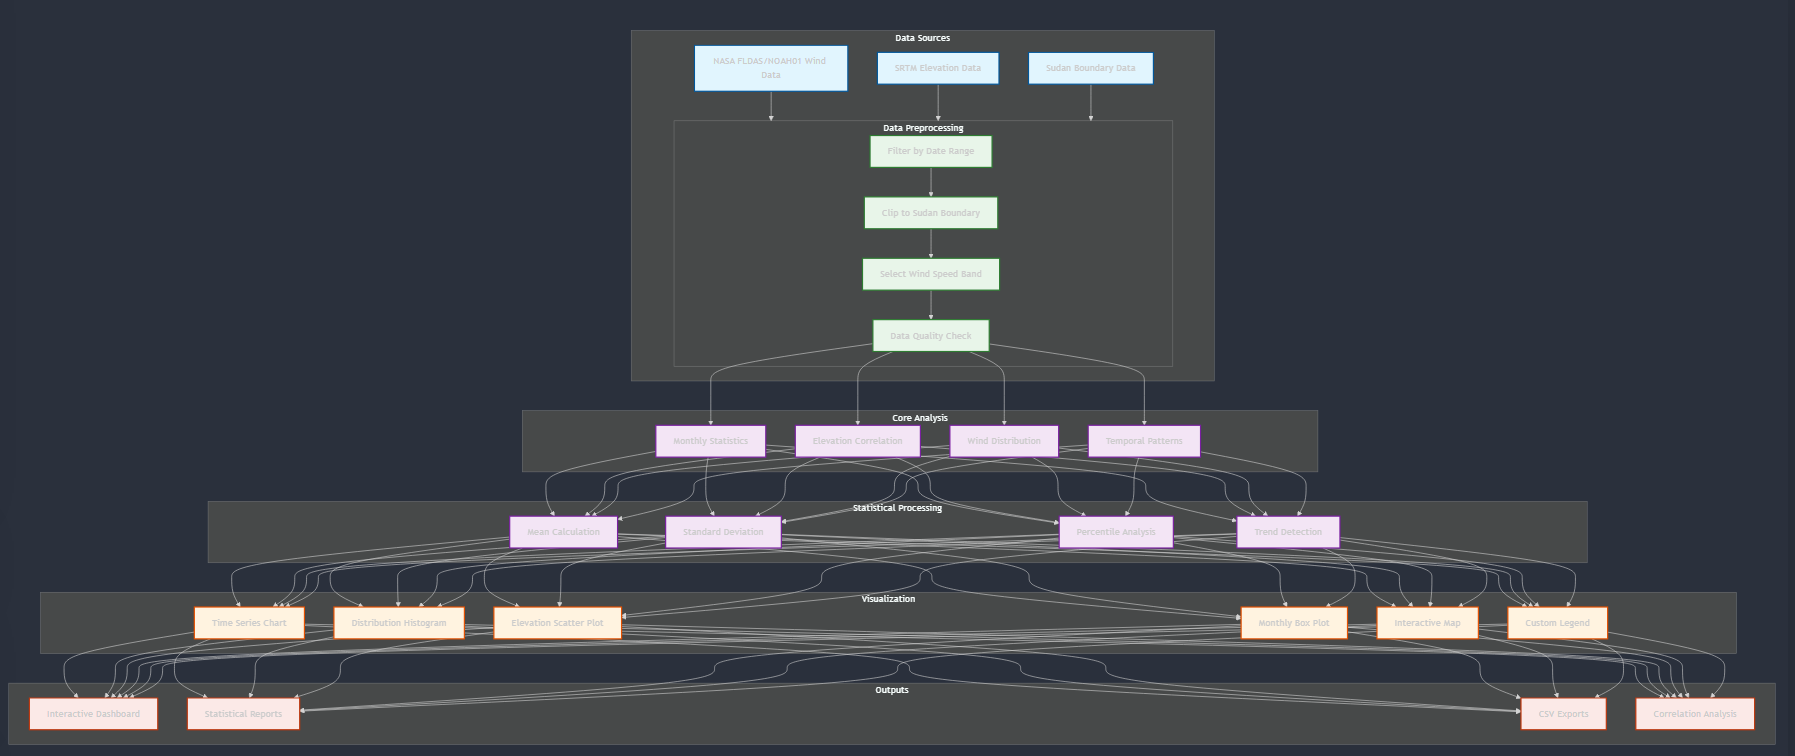 Data Sources
NASA FLDAS/NOAH01 Wind
Data
SRTM Elevation Data
Sudan Boundary Data
Data Preprocessing
Filter by Date Range
Clip to Sudan Boundary
Select Wind Speed Band
Data Quality Check
Core Analysis
Monthly Statistics
Elevation Correlation
Wind Distribution
Temporal Patterns
Statistical Processing
Mean Calculation
Standard Deviation
Percentile Analysis
Trend Detection
Visualization
Time Series Chart
Distribution Histogram
Elevation Scatter Plot
Monthly Box Plot
Interactive Map
Custom Legend
Outputs
Interactive Dashboard
Statistical Reports
CSV Exports
Correlation Analysis